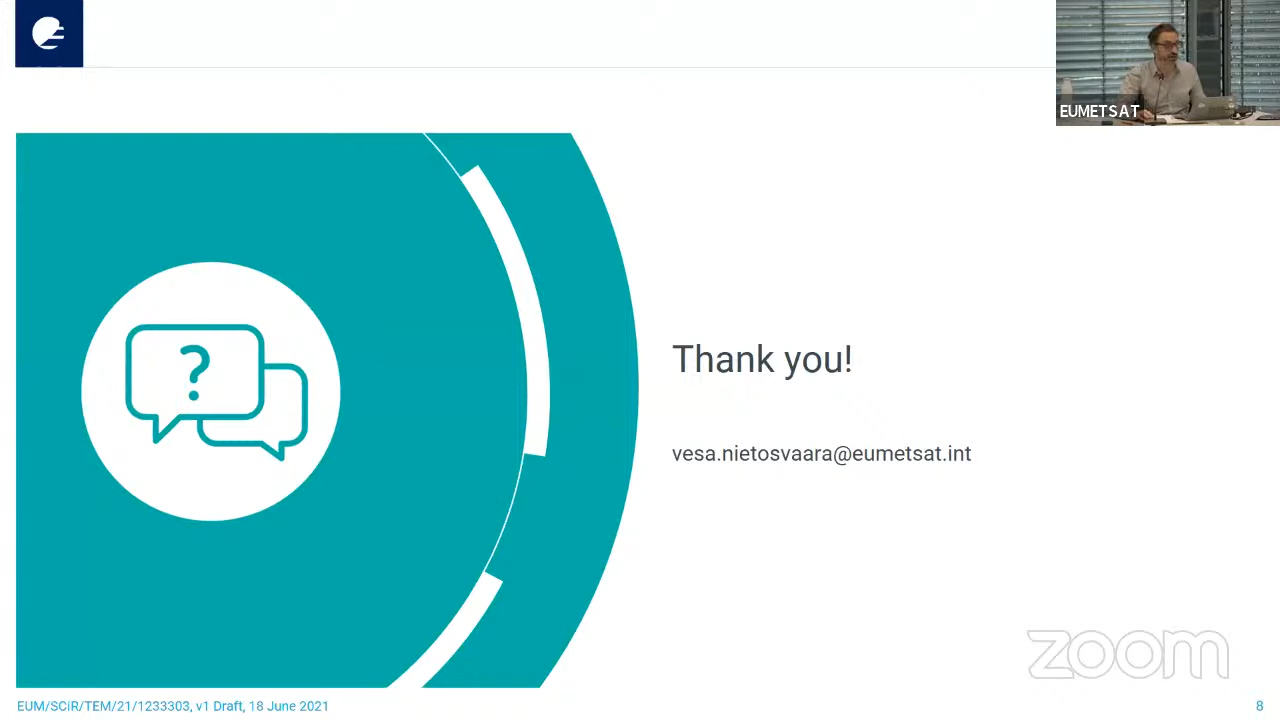 EUMETSAT
?
Thank you!
vesa.nietosvaara@eumetsat.int
zoom
EUM/SCIR/TEM/21/1233303, v1 Draft, 18 June 2021
8